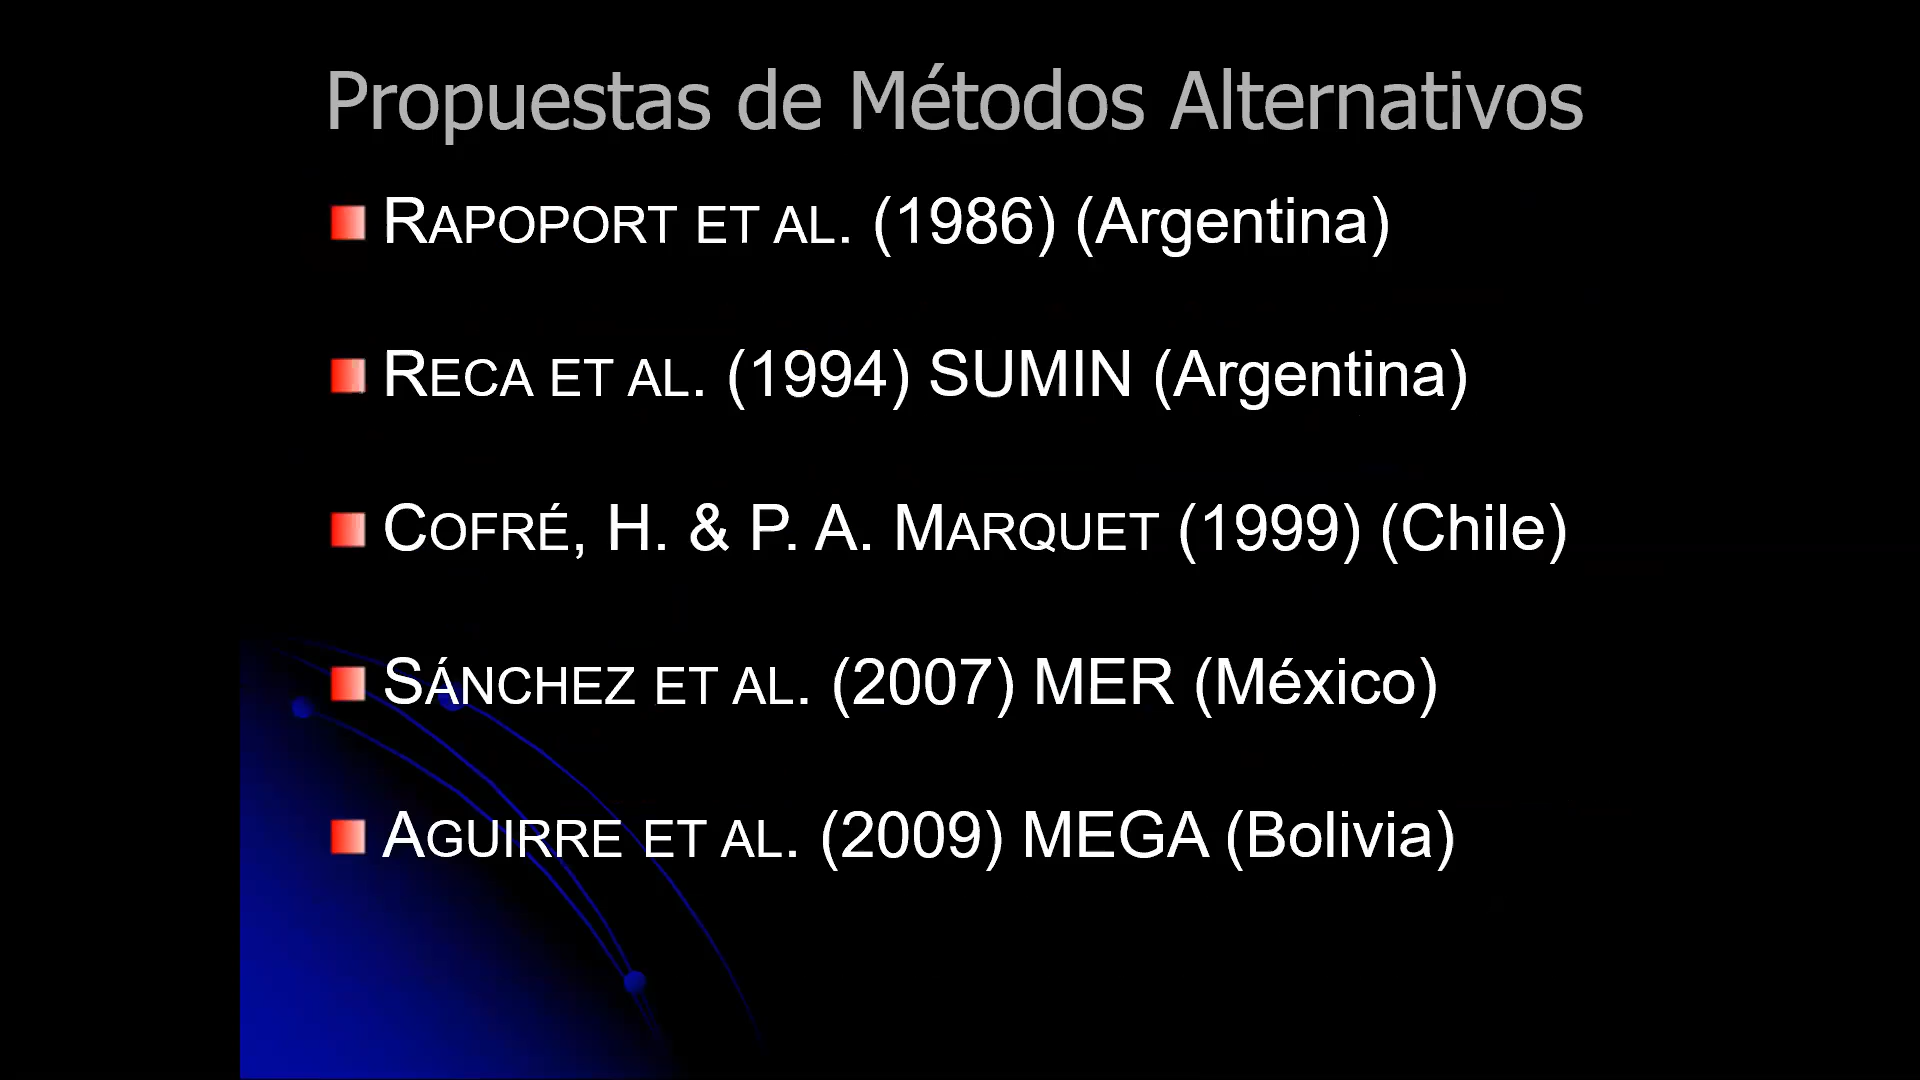 Propuestas de Métodos Alternativos
RAPOPORT ET AL. (1986) (Argentina)
RECA ET AL. (1994) SUMIN (Argentina)
COFRÉ, H. & P. A. MARQUET (1999) (Chile)
SÁNCHEZ ET AL. (2007) MER (México)
AGUIRRE ET AL. (2009) MEGA (Bolivia)